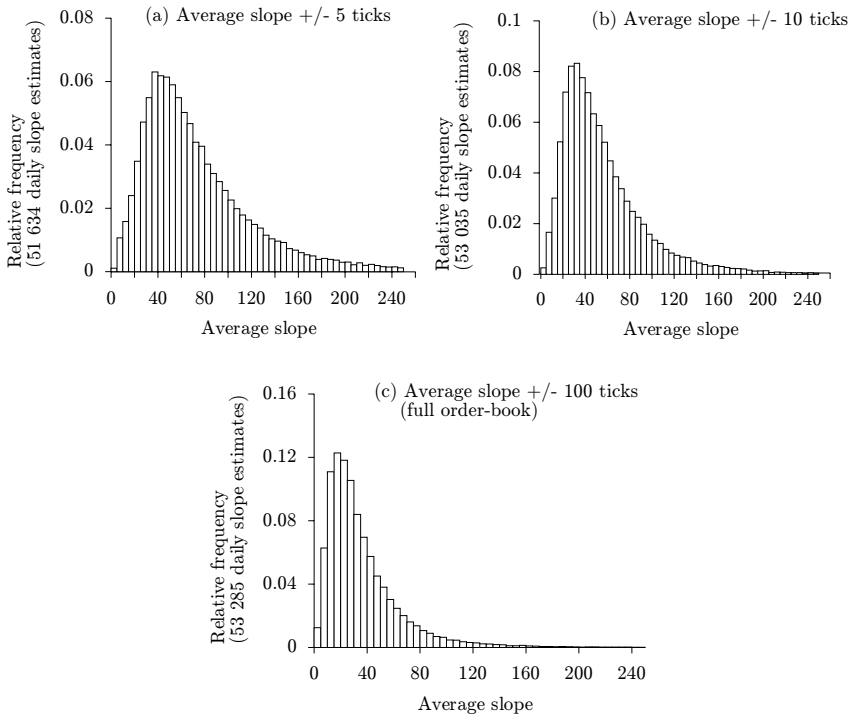 (a) Average slope +/- 5 ticks
0.08
0.06
0.04
0.02
0
Relative frequency
(51 634 daily slope estimates)
0 40 80 120 160 200 240
Average slope
(b) Average slope +/- 10 ticks
0.1
0.08
0.06
0.04
0.02
0
Relative frequency
(53 035 daily slope estimates)
0 40 80 120 160 200 240
Average slope
(c) Average slope +/- 100 ticks
(full order-book)
0.16
0.12
0.08
0.04
0
Relative frequency
(53 285 daily slope estimates)
0 40 80 120 160 200 240
Average slope